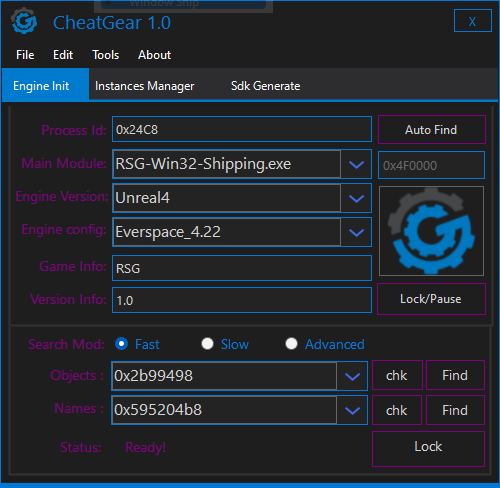 Window Ship
CheatGear 1.0
X
File Edit Tools About
Engine Init Instances Manager Sdk Generate
Process Id: 0x24C8 Auto Find
Main Module: RSG-Win32-Shipping.exe 0x4F0000
Engine Version: Unreal4
Engine config: Everspace_4.22
Game Info: RSG
Version Info: 1.0 Lock/Pause
Search Mod: Fast Slow Advanced
Objects : 0x2b99498 chk Find
Names : 0x595204b8 chk Find
Status: Ready! Lock